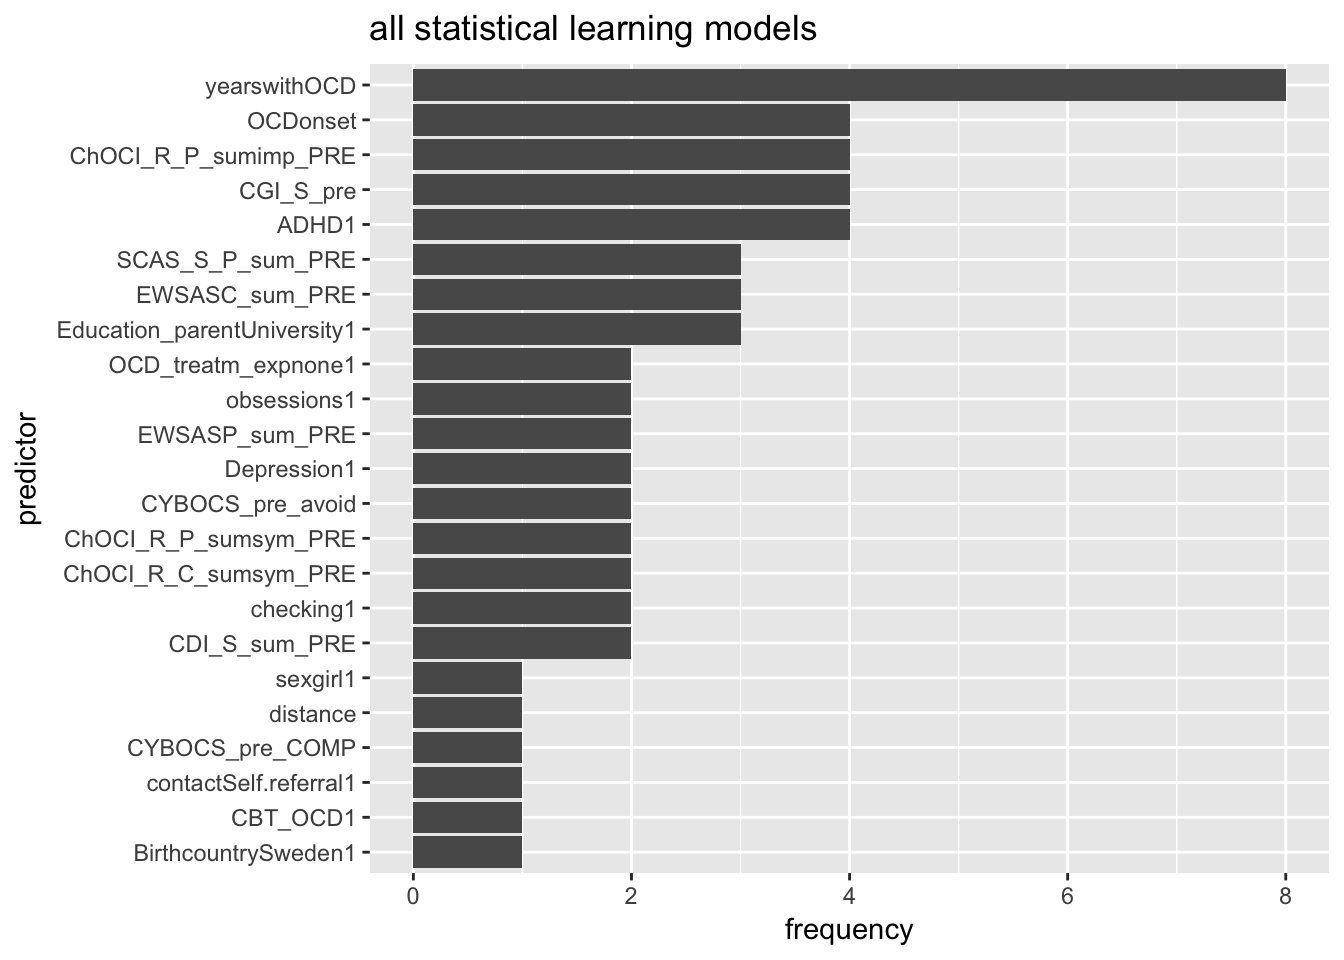 all statistical learning models
yearswithOCD
OCDonset
ChOCI_R_P_sumimp_PRE
CGI_S_pre
ADHD1
SCAS_S_P_sum_PRE
EWSASC_sum_PRE
Education_parentUniversity1
OCD_treatm_expnone1
obsessions1
EWSASP_sum_PRE
Depression1
CYBOCS_pre_avoid
ChOCI_R_P_sumsym_PRE
ChOCI_R_C_sumsym_PRE
checking1
CDI_S_sum_PRE
sexgirl1
distance
CYBOCS_pre_COMP
contactSelf.referral1
CBT_OCD1
BirthcountrySweden1
predictor
0 2 4 6 8
frequency